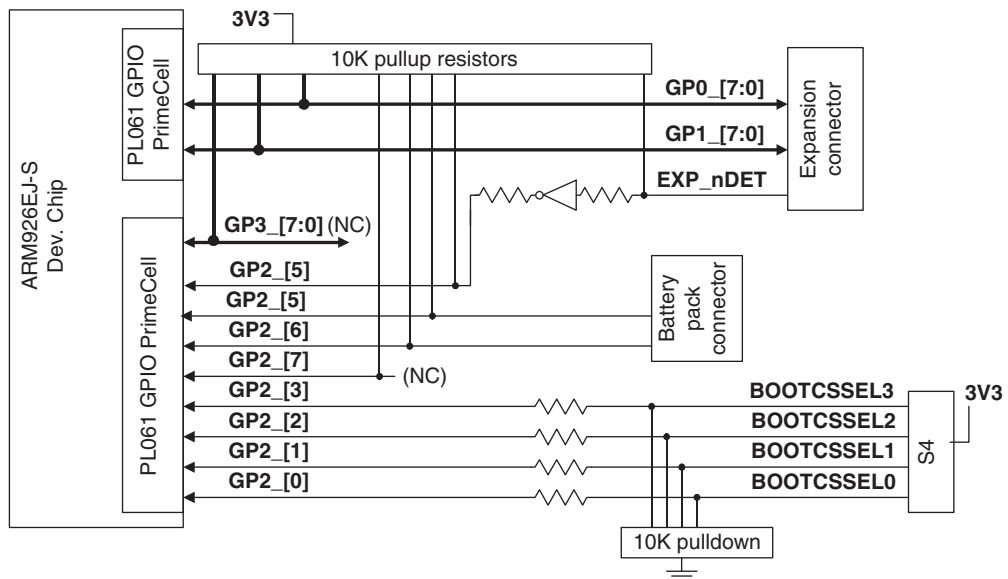 3V3
10K pullup resistors
ARM926EJ-S
Dev. Chip
PL061 GPIO
PrimeCell
GP0_[7:0]
GP1_[7:0]
EXP_nDET
Expansion
connector
PL061 GPIO PrimeCell
GP3_[7:0] (NC)
GP2_[5]
GP2_[5]
GP2_[6]
GP2_[7]
(NC)
Battery
pack
connector
GP2_[3]
BOOTCSSEL3
GP2_[2]
BOOTCSSEL2
GP2_[1]
BOOTCSSEL1
GP2_[0]
BOOTCSSEL0
S4
3V3
10K pulldown